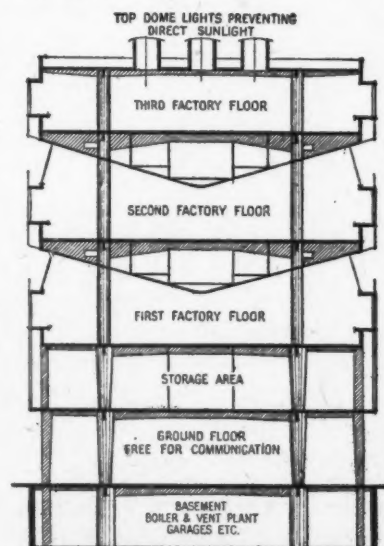 TOP DOME LIGHTS PREVENTING
DIRECT SUNLIGHT
THIRD FACTORY FLOOR
SECOND FACTORY FLOOR
FIRST FACTORY FLOOR
STORAGE AREA
GROUND FLOOR
FREE FOR COMMUNICATION
BASEMENT
BOILER & VENT PLANT
GARAGES ETC.